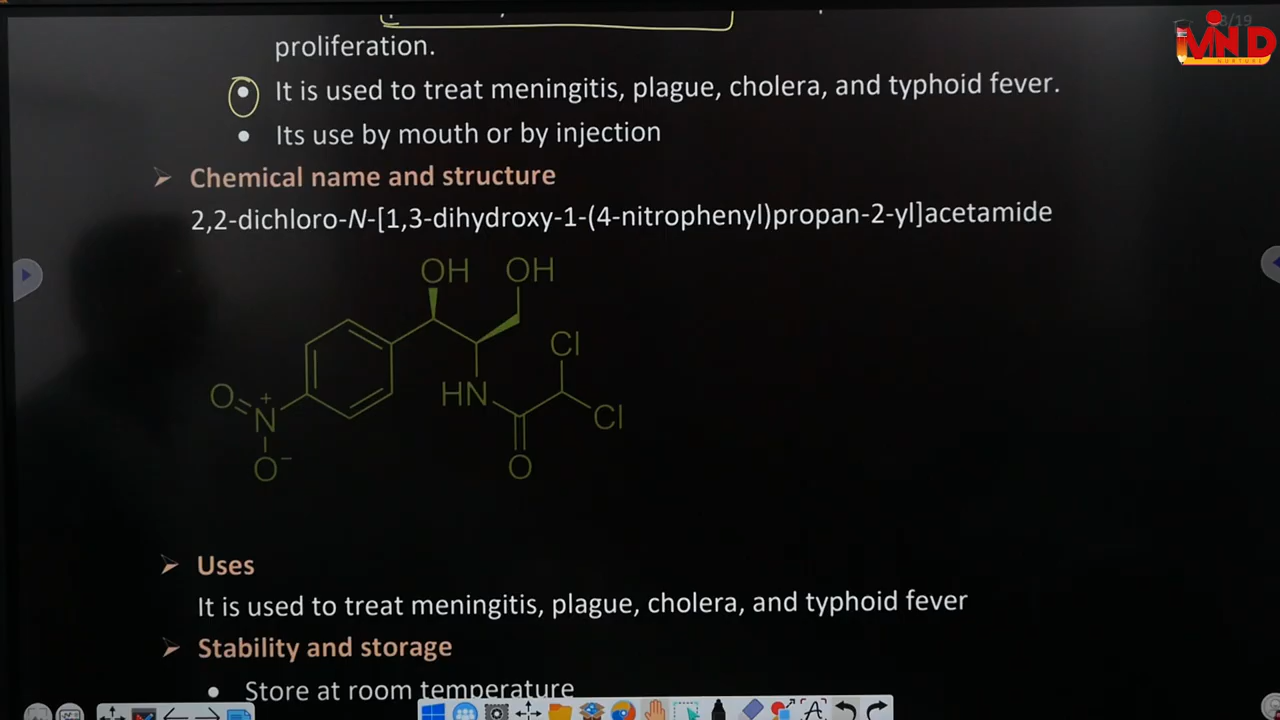 proliferation.
It is used to treat meningitis, plague, cholera, and typhoid fever.
Its use by mouth or by injection
Chemical name and structure
2,2-dichloro-N-[1,3-dihydroxy-1-(4-nitrophenyl)propan-2-yl]acetamide
OH OH
Cl
O N+ HN Cl
O− O
Uses
It is used to treat meningitis, plague, cholera, and typhoid fever
Stability and storage
Store at room temperature